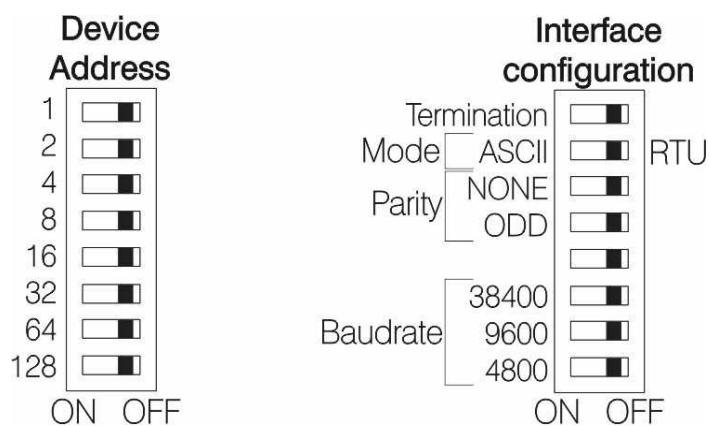 Device
Address
1
2
4
8
16
32
64
128
ON OFF
Interface
configuration
Termination
Mode ASCII RTU
Parity NONE
ODD
38400
Baudrate 9600
4800
ON OFF